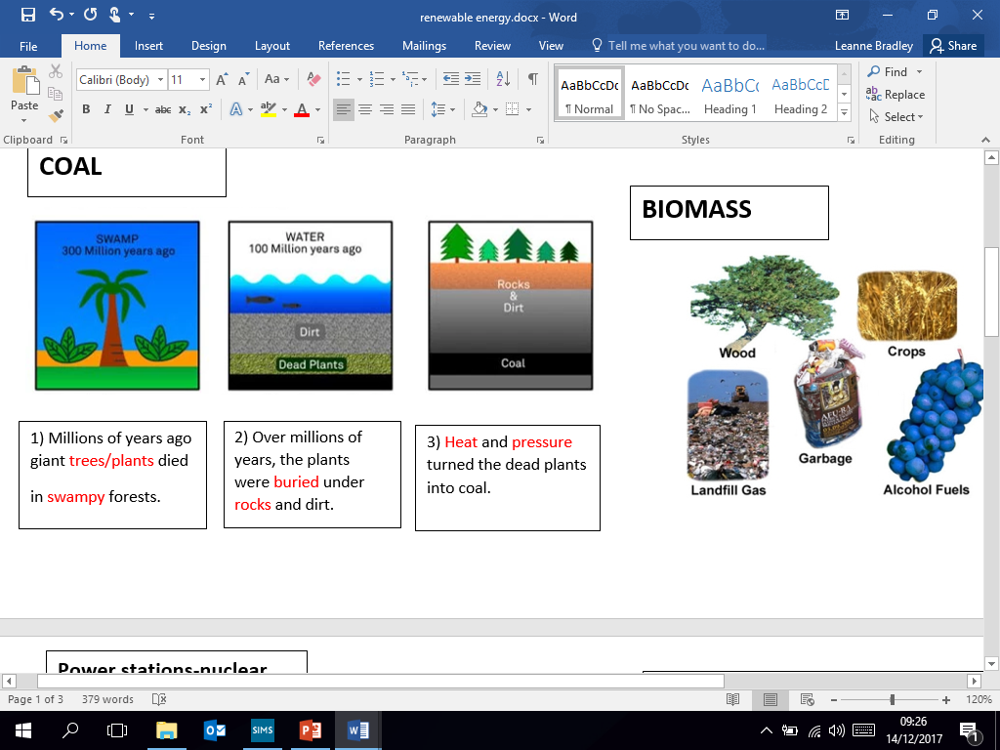 renewable energy.docx - Word
File Home Insert Design Layout References Mailings Review View Tell me what you want to do... Leanne Bradley Share
Paste
Calibri (Body) 11
Clipboard Font Paragraph Styles Editing
AaBbCcDc AaBbCcDc AaBbCc AaBbCcD
¶ Normal ¶ No Spac... Heading 1 Heading 2
Find
Replace
Select
COAL
SWAMP
300 Million years ago
WATER
100 Million years ago
Dirt
Dead Plants
Rocks
&
Dirt
Coal
1) Millions of years ago
giant trees/plants died
in swampy forests.
2) Over millions of
years, the plants
were buried under
rocks and dirt.
3) Heat and pressure
turned the dead plants
into coal.
BIOMASS
Wood
Crops
Garbage
Landfill Gas
Alcohol Fuels
Power stations-nuclear
Page 1 of 3 379 words 120%
SIMS
09:26
14/12/2017
1